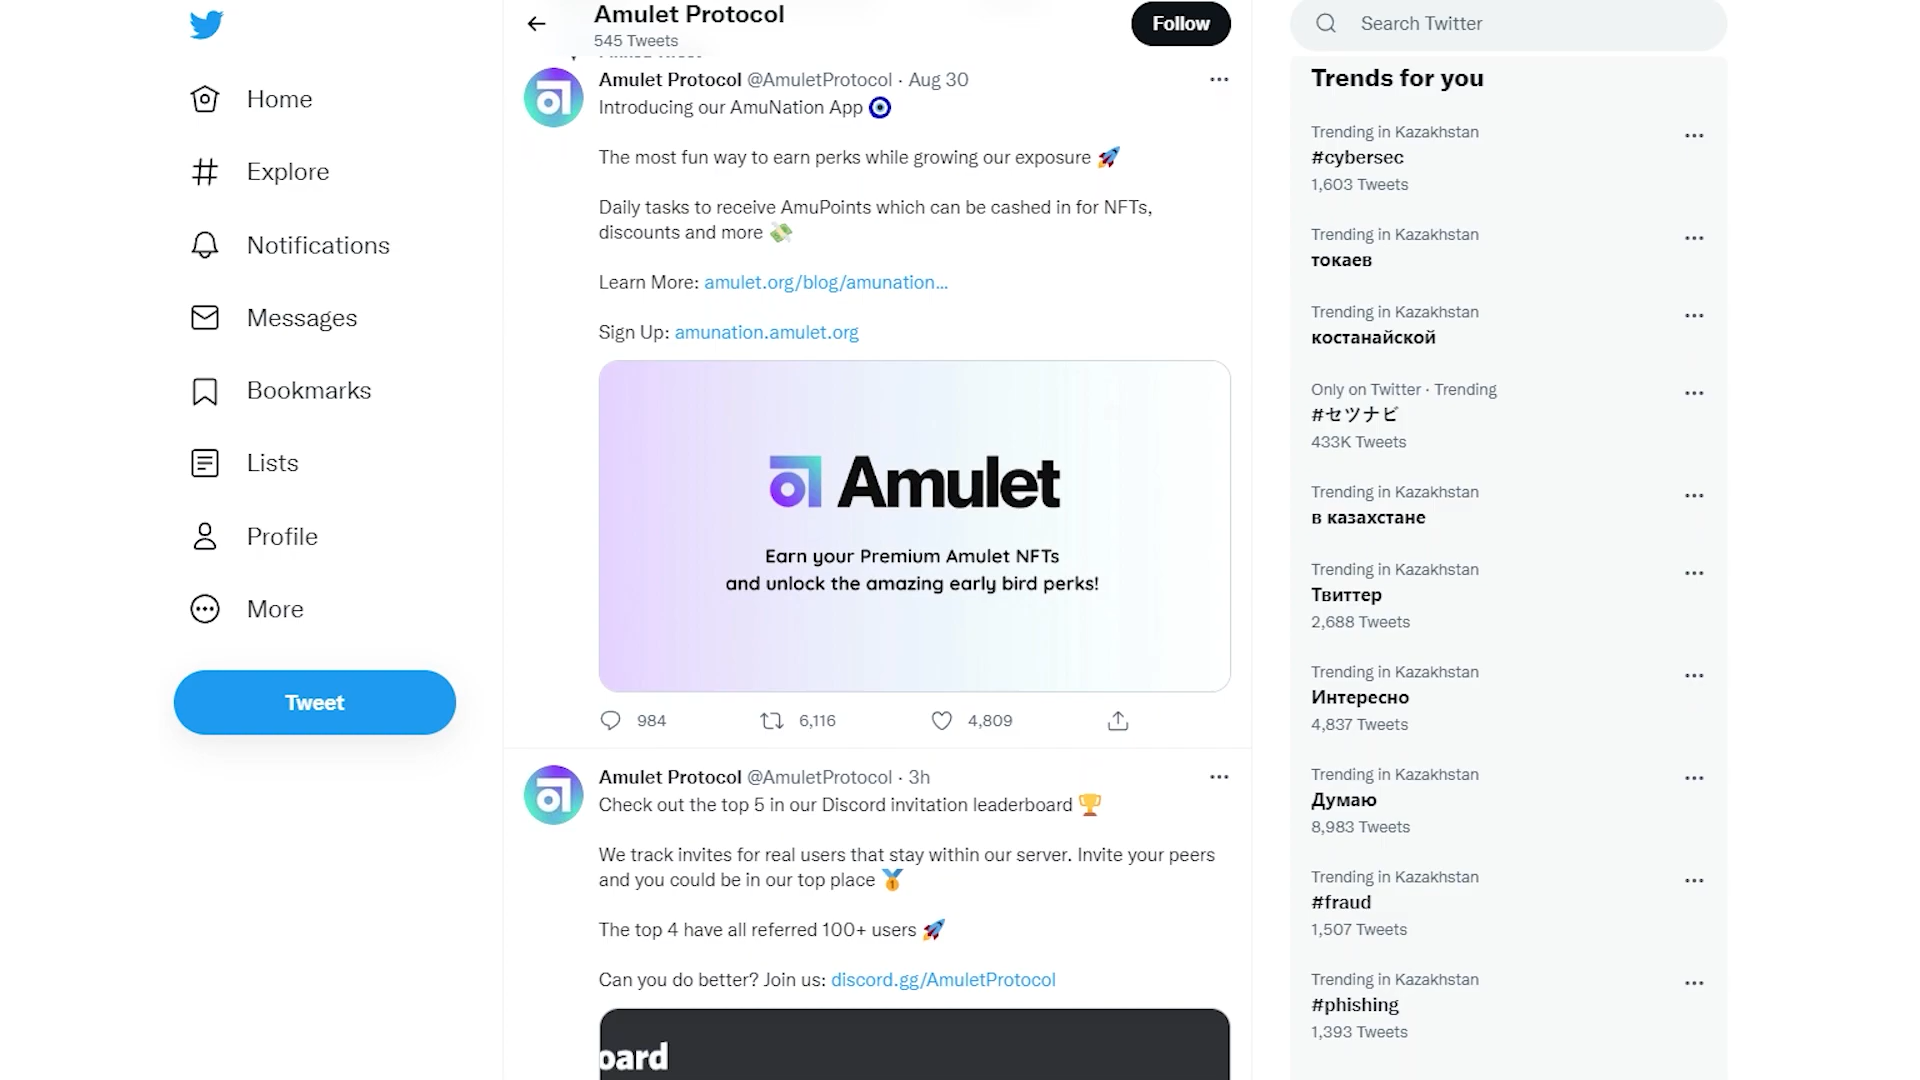 Home
Explore
Notifications
Messages
Bookmarks
Lists
Profile
More
Tweet
Amulet Protocol
545 Tweets
Follow
Amulet Protocol @AmuletProtocol · Aug 30
Introducing our AmuNation App 🧿
The most fun way to earn perks while growing our exposure 🚀
Daily tasks to receive AmuPoints which can be cashed in for NFTs,
discounts and more 💸
Learn More: amulet.org/blog/amunation…
Sign Up: amunation.amulet.org
Amulet
Earn your Premium Amulet NFTs
and unlock the amazing early bird perks!
984 6,116 4,809
Amulet Protocol @AmuletProtocol · 3h
Check out the top 5 in our Discord invitation leaderboard 🏆
We track invites for real users that stay within our server. Invite your peers
and you could be in our top place 🥇
The top 4 have all referred 100+ users 🚀
Can you do better? Join us: discord.gg/AmuletProtocol
oard
Search Twitter
Trends for you
Trending in Kazakhstan
#cybersec
1,603 Tweets
Trending in Kazakhstan
токаев
Trending in Kazakhstan
костанайской
Only on Twitter · Trending
#セツナビ
433K Tweets
Trending in Kazakhstan
в казахстане
Trending in Kazakhstan
Твиттер
2,688 Tweets
Trending in Kazakhstan
Интересно
4,837 Tweets
Trending in Kazakhstan
Думаю
8,983 Tweets
Trending in Kazakhstan
#fraud
1,507 Tweets
Trending in Kazakhstan
#phishing
1,393 Tweets